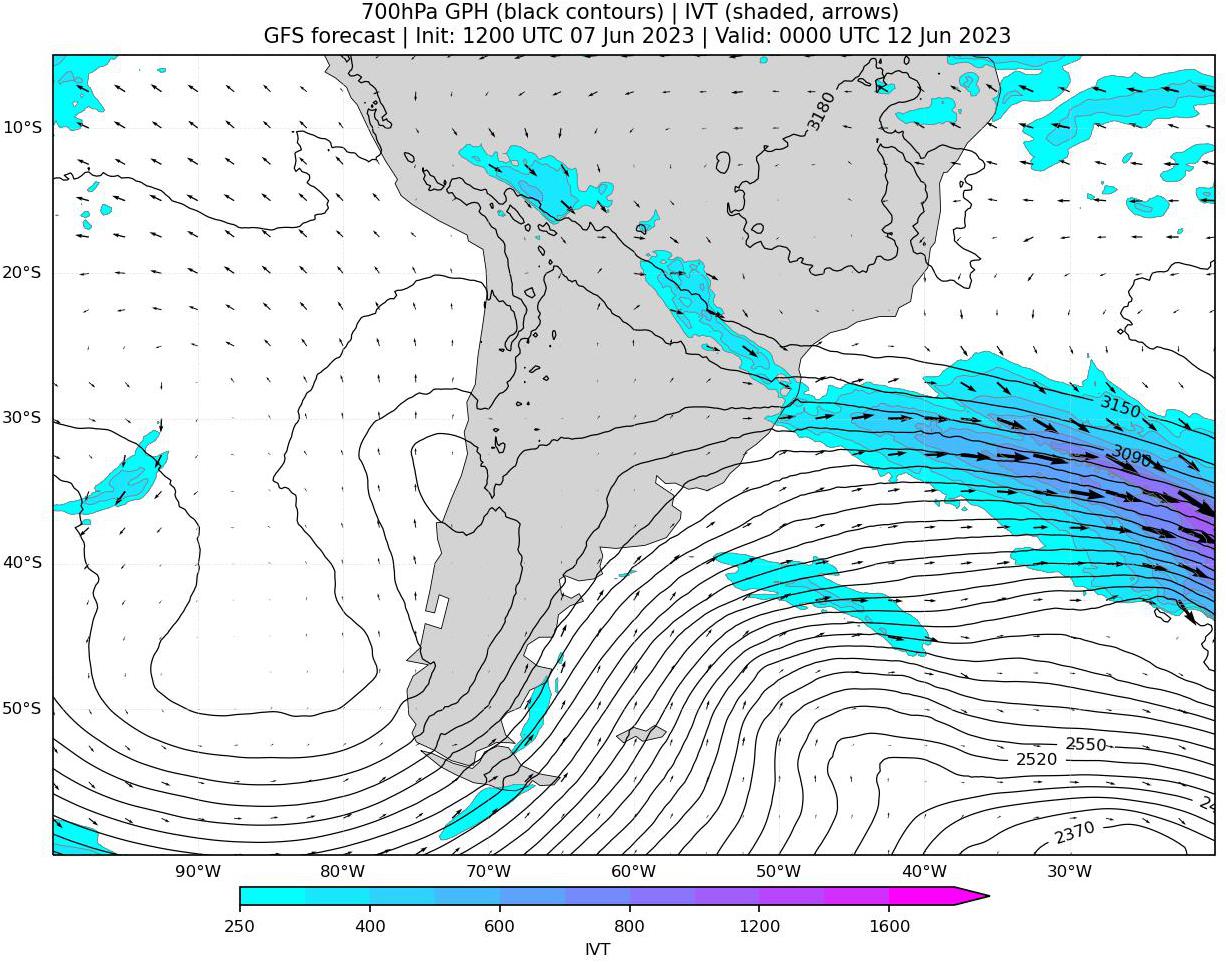 700hPa GPH (black contours) | IVT (shaded, arrows)
GFS forecast | Init: 1200 UTC 07 Jun 2023 | Valid: 0000 UTC 12 Jun 2023
3180
10°S
20°S
3150
30°S
3090
40°S
50°S
2550
2520
2370
90°W 80°W 70°W 60°W 50°W 40°W 30°W
250 400 600 800 1200 1600
IVT